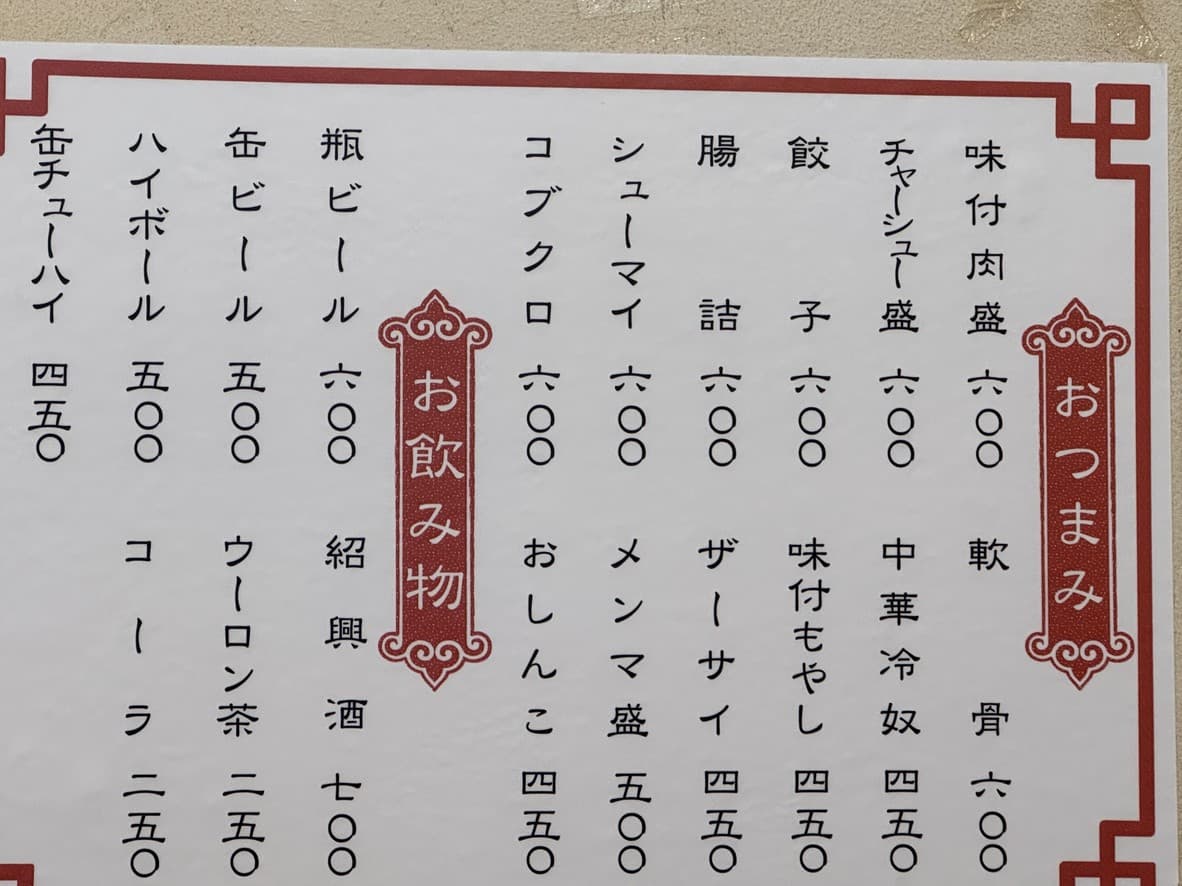 おつまみ
味付肉盛 六〇〇
軟骨 六〇〇
チャーシュー盛 六〇〇
中華冷奴 四五〇
餃子 六〇〇
味付もやし 四五〇
腸詰 六〇〇
ザーサイ 四五〇
シューマイ 六〇〇
メンマ盛 五〇〇
コブクロ 六〇〇
おしんこ 四五〇
お飲み物
瓶ビール 六〇〇
紹興酒 七〇〇
缶ビール 五〇〇
ウーロン茶 二五〇
ハイボール 五〇〇
コーラ 二五〇
缶チューハイ 四五〇